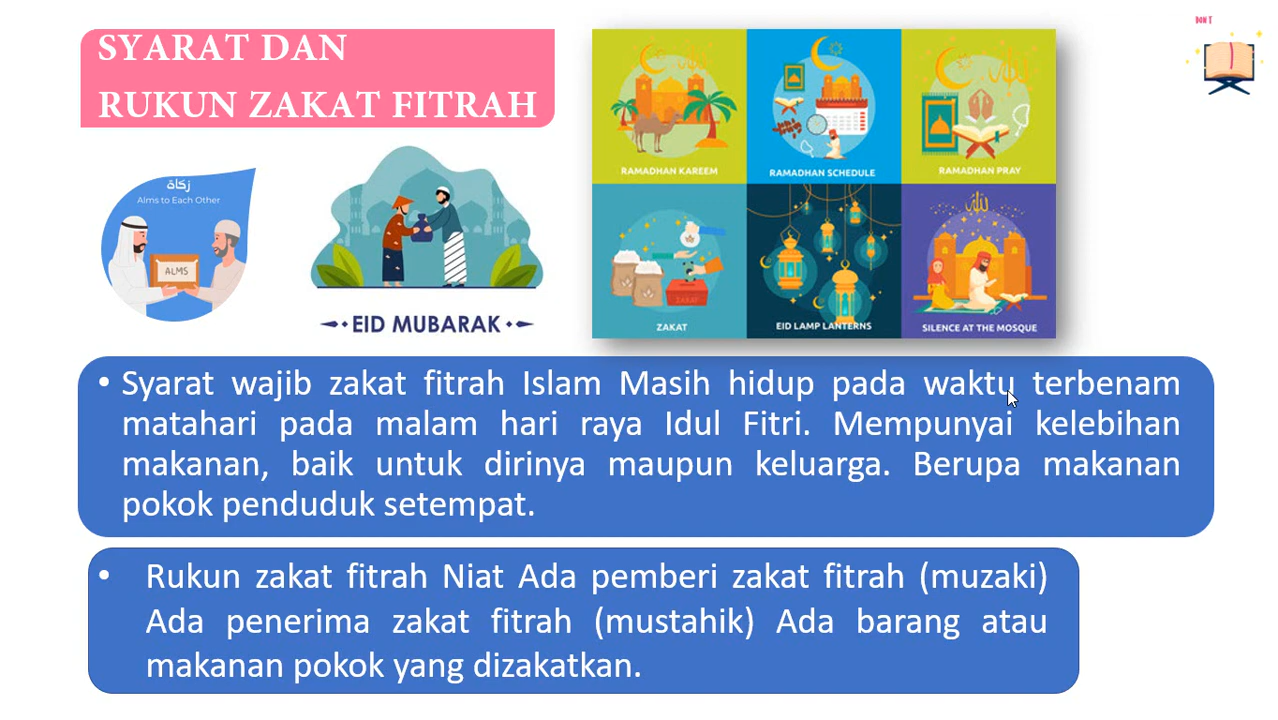 SYARAT DAN
RUKUN ZAKAT FITRAH
DON'T
زكاة
Alms to Each Other
ALMS
EID MUBARAK
RAMADHAN KAREEM
RAMADHAN SCHEDULE
RAMADHAN PRAY
ZAKAT
ZAKAT
EID LAMP LANTERNS
SILENCE AT THE MOSQUE
• Syarat wajib zakat fitrah Islam Masih hidup pada waktu terbenam
matahari pada malam hari raya Idul Fitri. Mempunyai kelebihan
makanan, baik untuk dirinya maupun keluarga. Berupa makanan
pokok penduduk setempat.
• Rukun zakat fitrah Niat Ada pemberi zakat fitrah (muzaki)
Ada penerima zakat fitrah (mustahik) Ada barang atau
makanan pokok yang dizakatkan.